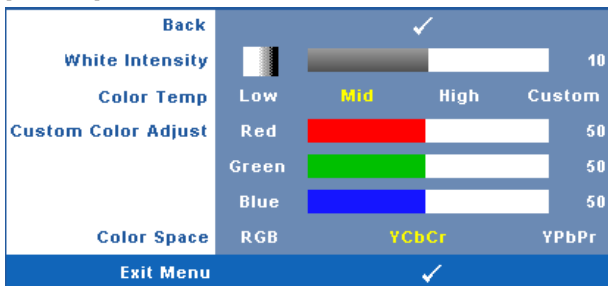 Back
White Intensity 10
Color Temp Low Mid High Custom
Custom Color Adjust Red 50
Green 50
Blue 50
Color Space RGB YCbCr YPbPr
Exit Menu